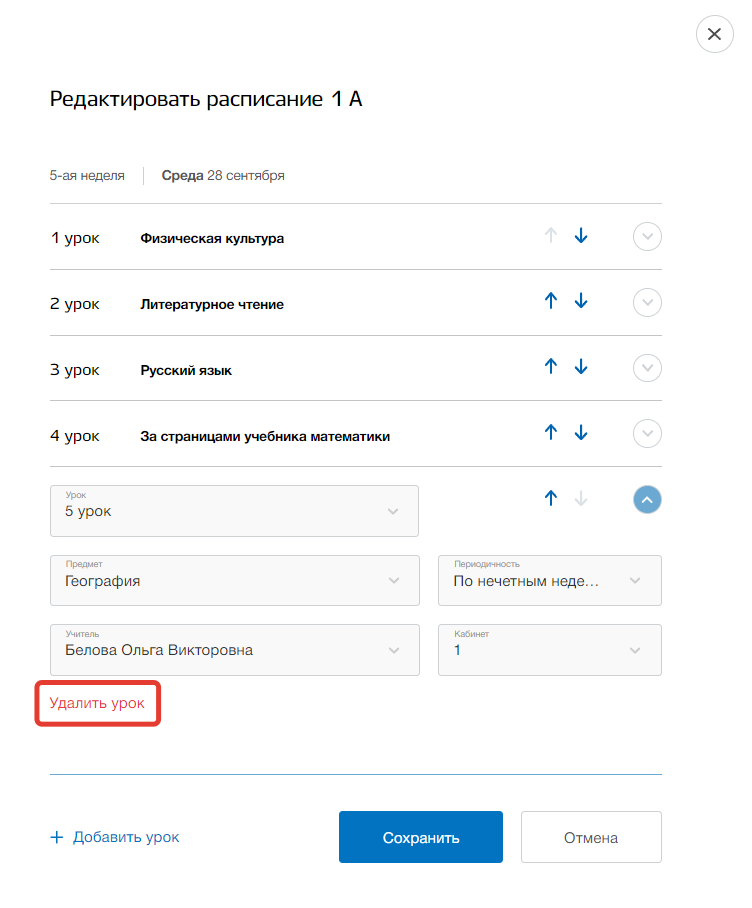 Редактировать расписание 1 А
5-ая неделя Среда 28 сентября
1 урок Физическая культура
2 урок Литературное чтение
3 урок Русский язык
4 урок За страницами учебника математики
Урок
5 урок
Предмет Периодичность
География По нечетным неде...
Учитель Кабинет
Белова Ольга Викторовна 1
Удалить урок
+ Добавить урок Сохранить Отмена